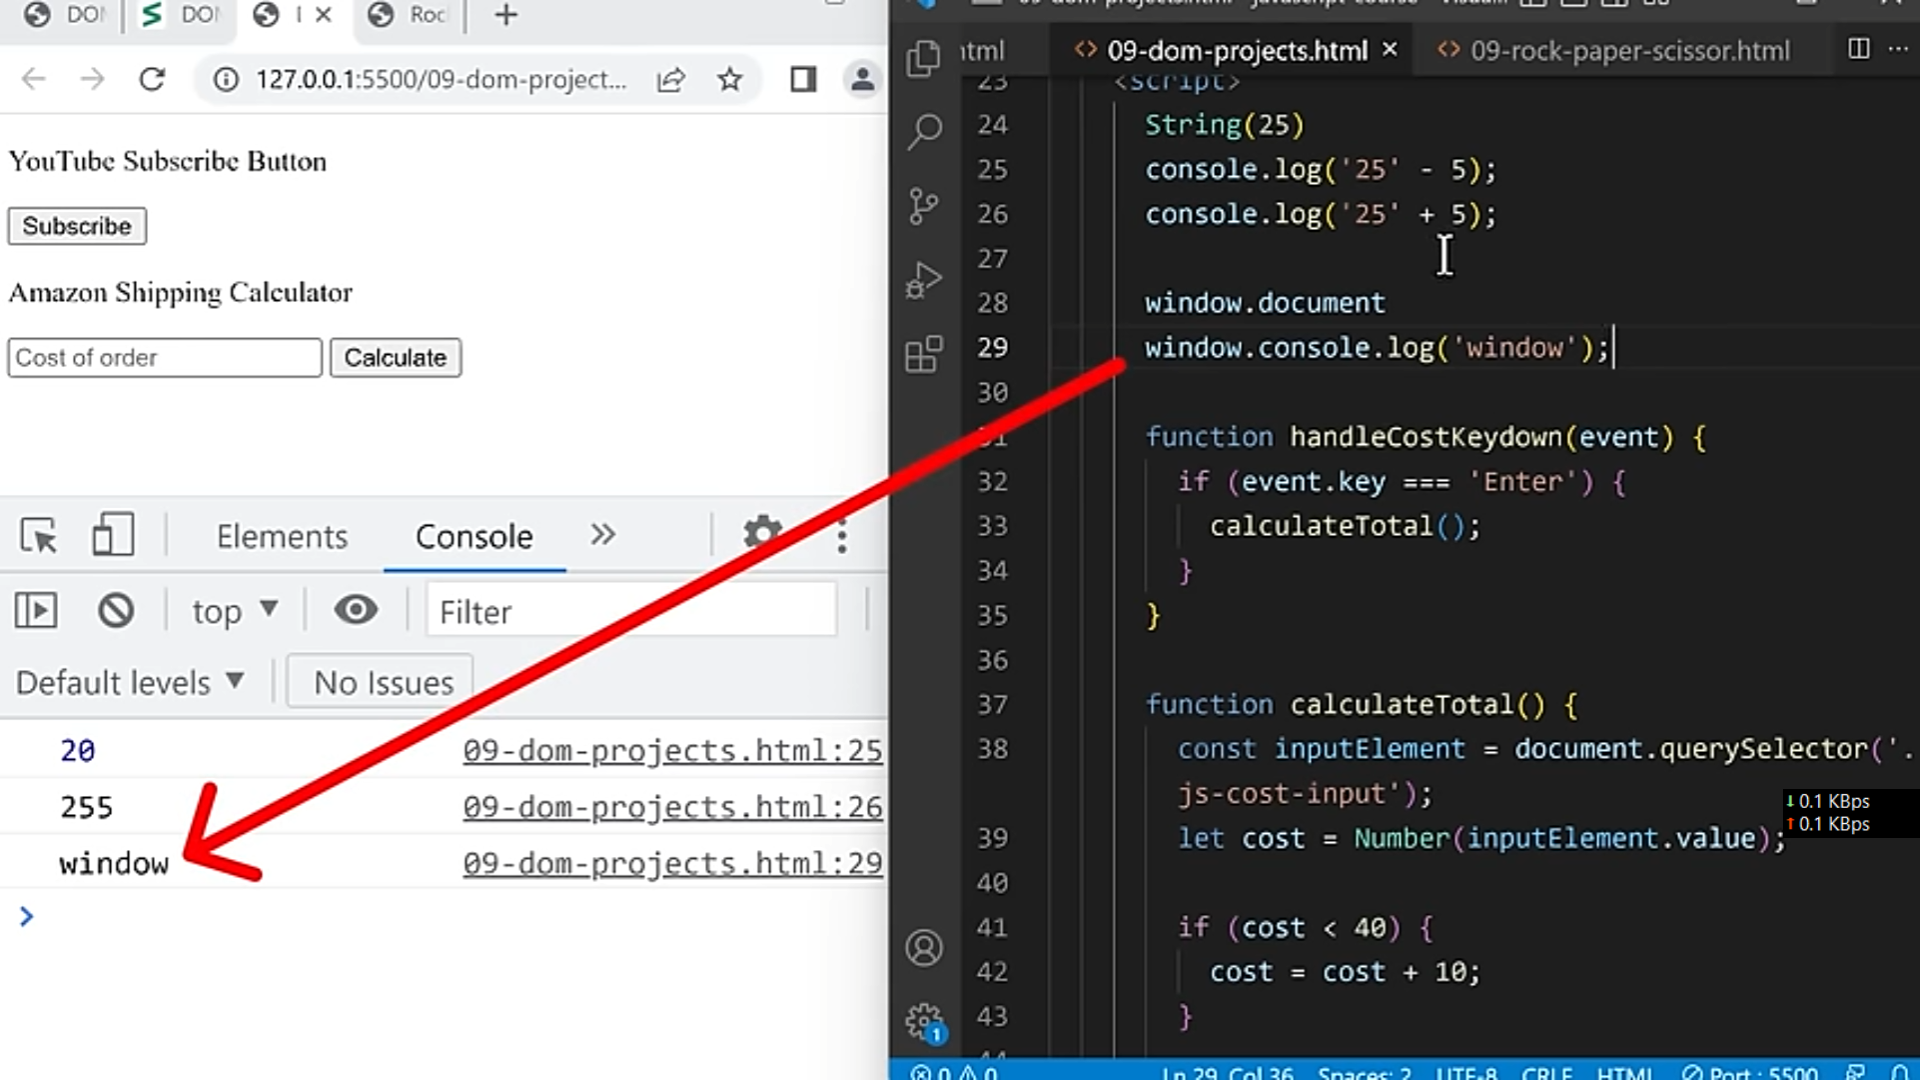 DO
DO
Roc
127.0.0.1:5500/09-dom-project...
YouTube Subscribe Button
Subscribe
Amazon Shipping Calculator
Cost of order
Calculate
Elements
Console
top
Filter
Default levels
No Issues
20
09-dom-projects.html:25
255
09-dom-projects.html:26
window
09-dom-projects.html:29
09-dom-projects.html
09-rock-paper-scissor.html
23 <script>
24 String(25)
25 console.log('25' - 5);
26 console.log('25' + 5);
27
28 window.document
29 window.console.log('window');
30
31 function handleCostKeydown(event) {
32 if (event.key === 'Enter') {
33 calculateTotal();
34 }
35 }
36
37 function calculateTotal() {
38 const inputElement = document.querySelector('.
js-cost-input');
39 let cost = Number(inputElement.value);
40
41 if (cost < 40) {
42 cost = cost + 10;
43 }
↓ 0.1 KBps
↑ 0.1 KBps
1
0 0
Ln 29, Col 36
Spaces: 2
UTF-8
CRLF
HTML
Port : 5500